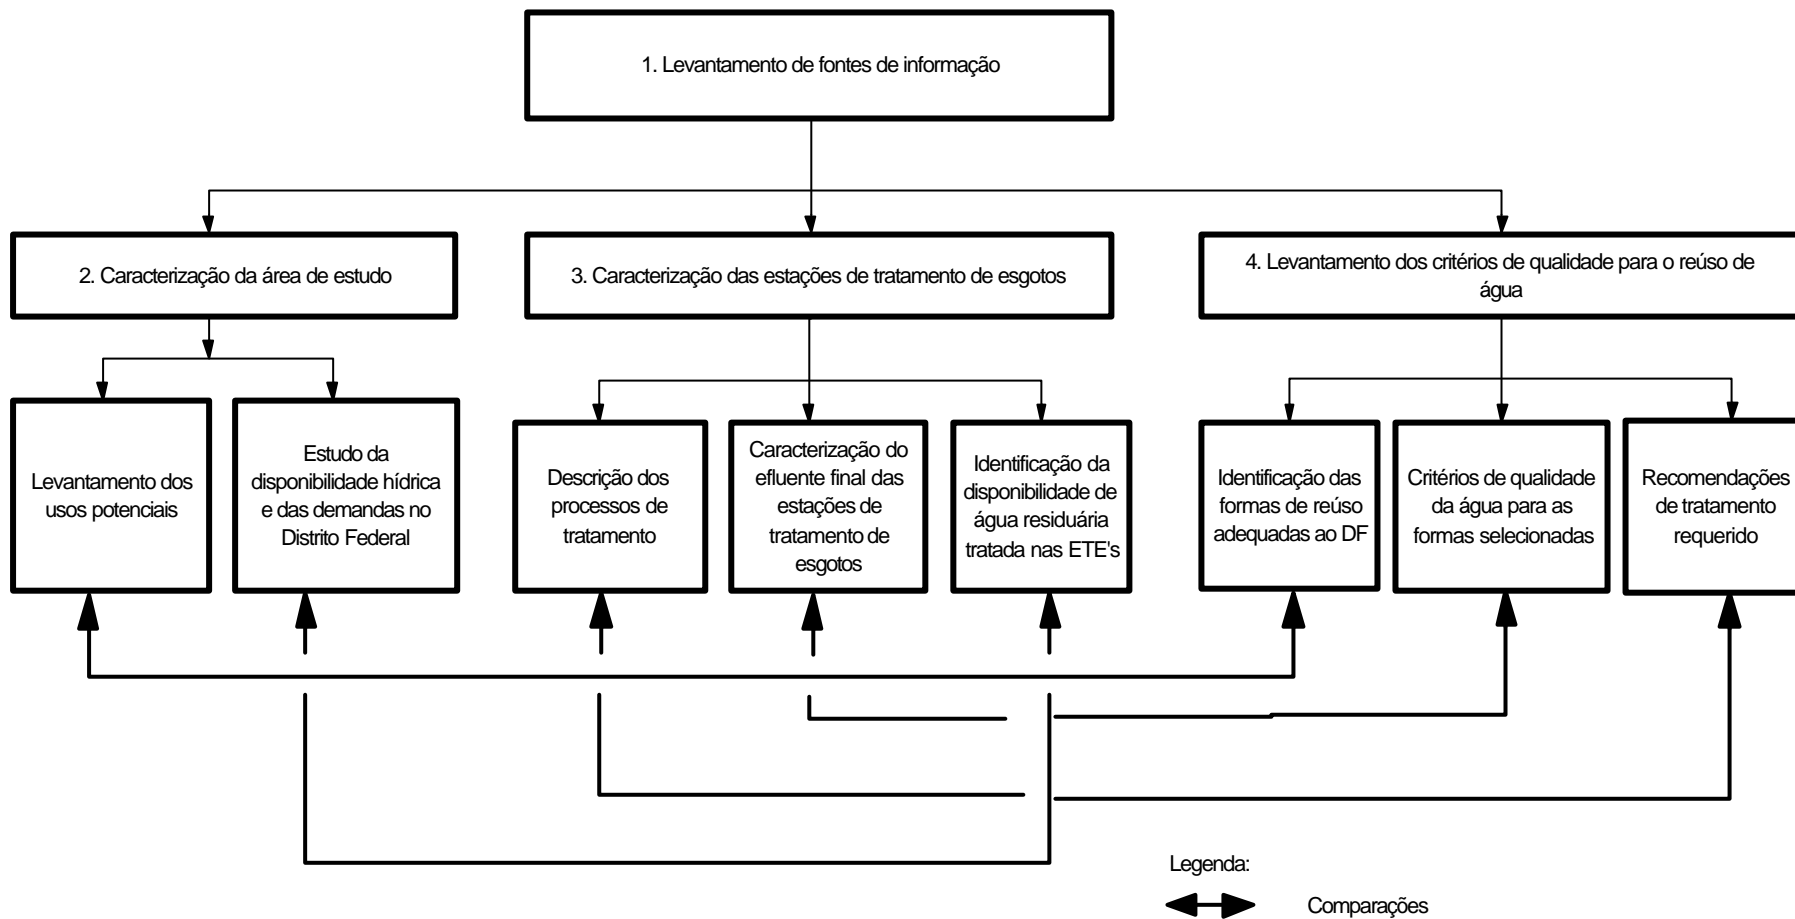 1. Levantamento de fontes de informação
2. Caracterização da área de estudo
3. Caracterização das estações de tratamento de esgotos
4. Levantamento dos critérios de qualidade para o reúso de
água
Levantamento dos
usos potenciais
Estudo da
disponibilidade hídrica
e das demandas no
Distrito Federal
Descrição dos
processos de
tratamento
Caracterização do
efluente final das
estações de
tratamento de
esgotos
Identificação da
disponibilidade de
água residuária
tratada nas ETE's
Identificação das
formas de reúso
adequadas ao DF
Critérios de qualidade
da água para as
formas selecionadas
Recomendações
de tratamento
requerido
Legenda:
Comparações